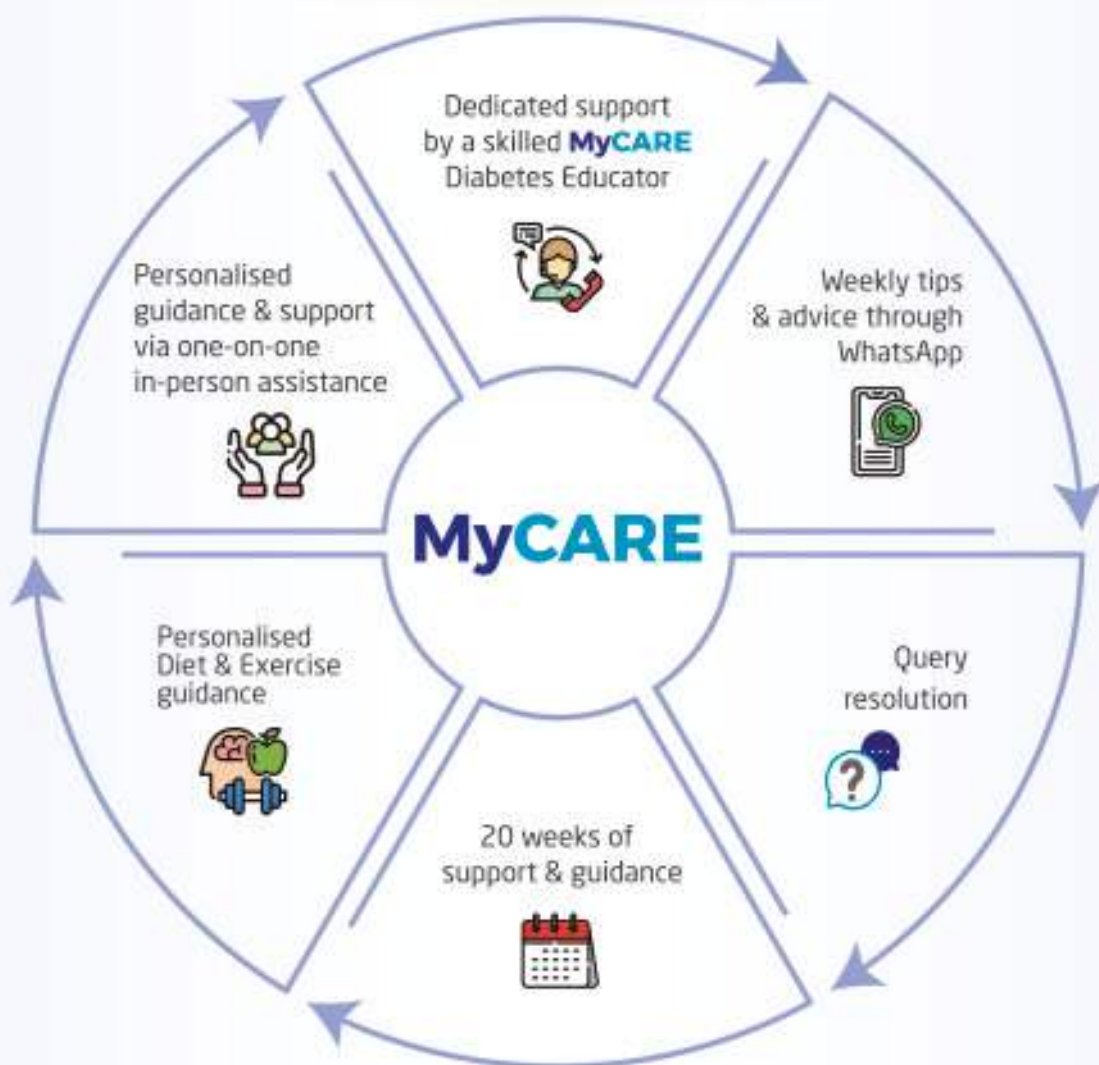 Dedicated support
by a skilled MyCARE
Diabetes Educator
Weekly tips
& advice through
WhatsApp
Query
resolution
20 weeks of
support & guidance
Personalised
Diet & Exercise
guidance
Personalised
guidance & support
via one-on-one
in-person assistance
MyCARE